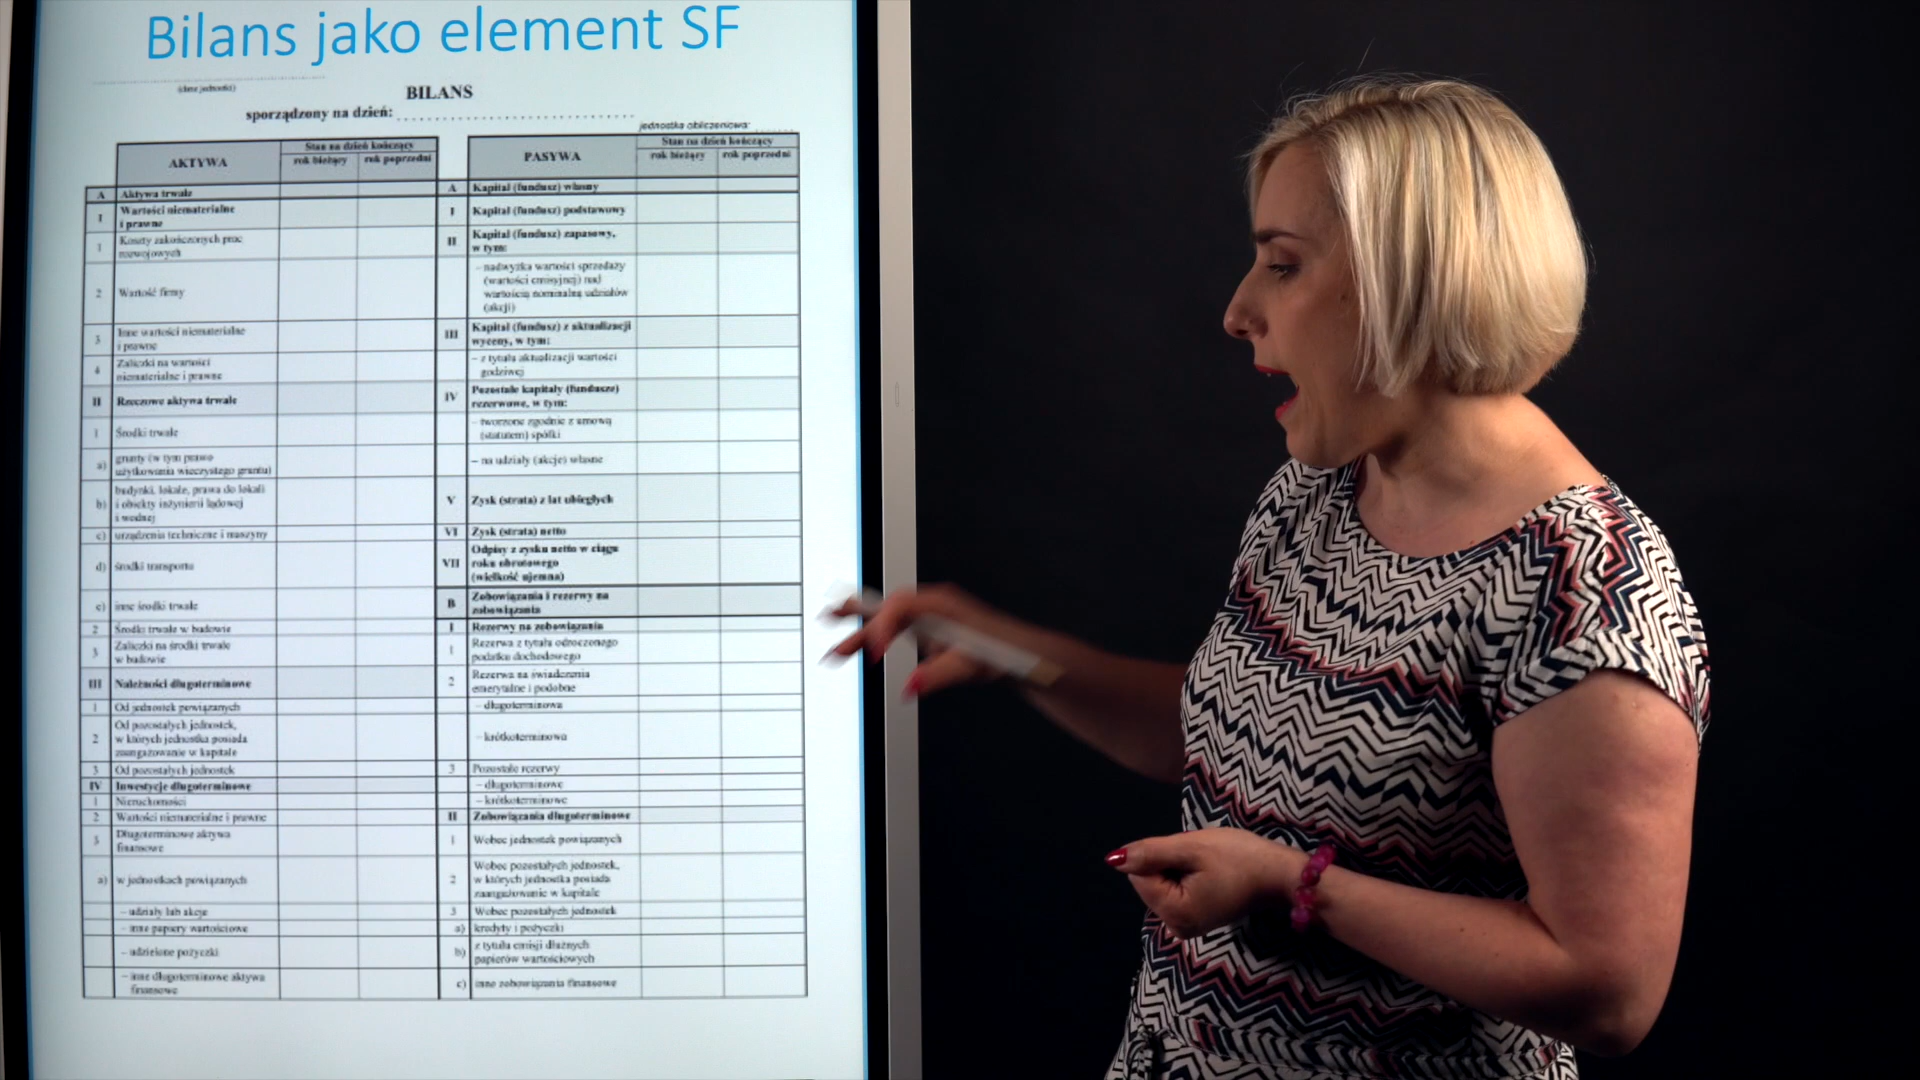 Bilans jako element SF
(dane jednostki)
BILANS
sporządzony na dzień:
jednostka obliczeniowa:
AKTYWA
Stan na dzień kończący
rok bieżący
rok poprzedni
A Aktywa trwałe
I Wartości niematerialne
i prawne
1 Koszty zakończonych prac
rozwojowych
2 Wartość firmy
3 Inne wartości niematerialne
i prawne
4 Zaliczki na wartości
niematerialne i prawne
II Rzeczowe aktywa trwałe
1 Środki trwałe
a) grunty (w tym prawo
użytkowania wieczystego gruntu)
b) budynki, lokale, prawa do lokali
i obiekty inżynierii lądowej
i wodnej
c) urządzenia techniczne i maszyny
d) środki transportu
e) inne środki trwałe
2 Środki trwałe w budowie
3 Zaliczki na środki trwałe
w budowie
III Należności długoterminowe
1 Od jednostek powiązanych
2 Od pozostałych jednostek,
w których jednostka posiada
zaangażowanie w kapitale
3 Od pozostałych jednostek
IV Inwestycje długoterminowe
1 Nieruchomości
2 Wartości niematerialne i prawne
3 Długoterminowe aktywa
finansowe
a) w jednostkach powiązanych
– udziały lub akcje
– inne papiery wartościowe
– udzielone pożyczki
– inne długoterminowe aktywa
finansowe
PASYWA
Stan na dzień kończący
rok bieżący
rok poprzedni
A Kapitał (fundusz) własny
I Kapitał (fundusz) podstawowy
II Kapitał (fundusz) zapasowy,
w tym:
– nadwyżka wartości sprzedaży
(wartości emisyjnej) nad
wartością nominalną udziałów
(akcji)
III Kapitał (fundusz) z aktualizacji
wyceny, w tym:
– z tytułu aktualizacji wartości
godziwej
IV Pozostałe kapitały (fundusze)
rezerwowe, w tym:
– tworzone zgodnie z umową
(statutem) spółki
– na udziały (akcje) własne
V Zysk (strata) z lat ubiegłych
VI Zysk (strata) netto
VII Odpisy z zysku netto w ciągu
roku obrotowego
(wielkość ujemna)
B Zobowiązania i rezerwy na
zobowiązania
I Rezerwy na zobowiązania
1 Rezerwa z tytułu odroczonego
podatku dochodowego
2 Rezerwa na świadczenia
emerytalne i podobne
– długoterminowa
– krótkoterminowa
3 Pozostałe rezerwy
– długoterminowe
– krótkoterminowe
II Zobowiązania długoterminowe
1 Wobec jednostek powiązanych
2 Wobec pozostałych jednostek,
w których jednostka posiada
zaangażowanie w kapitale
3 Wobec pozostałych jednostek
a) kredyty i pożyczki
b) z tytułu emisji dłużnych
papierów wartościowych
c) inne zobowiązania finansowe